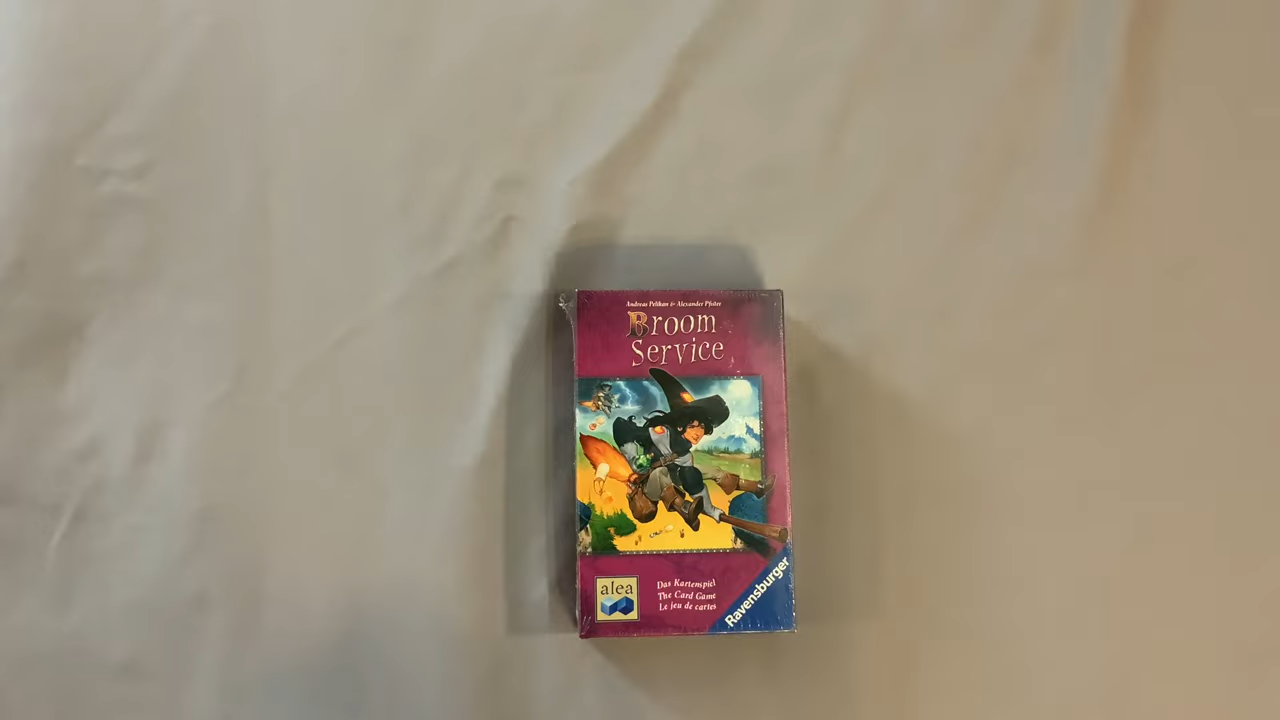 Andreas Pelikan & Alexander Pfister
Broom
Service
alea
Das Kartenspiel
The Card Game
Le jeu de cartes
Ravensburger